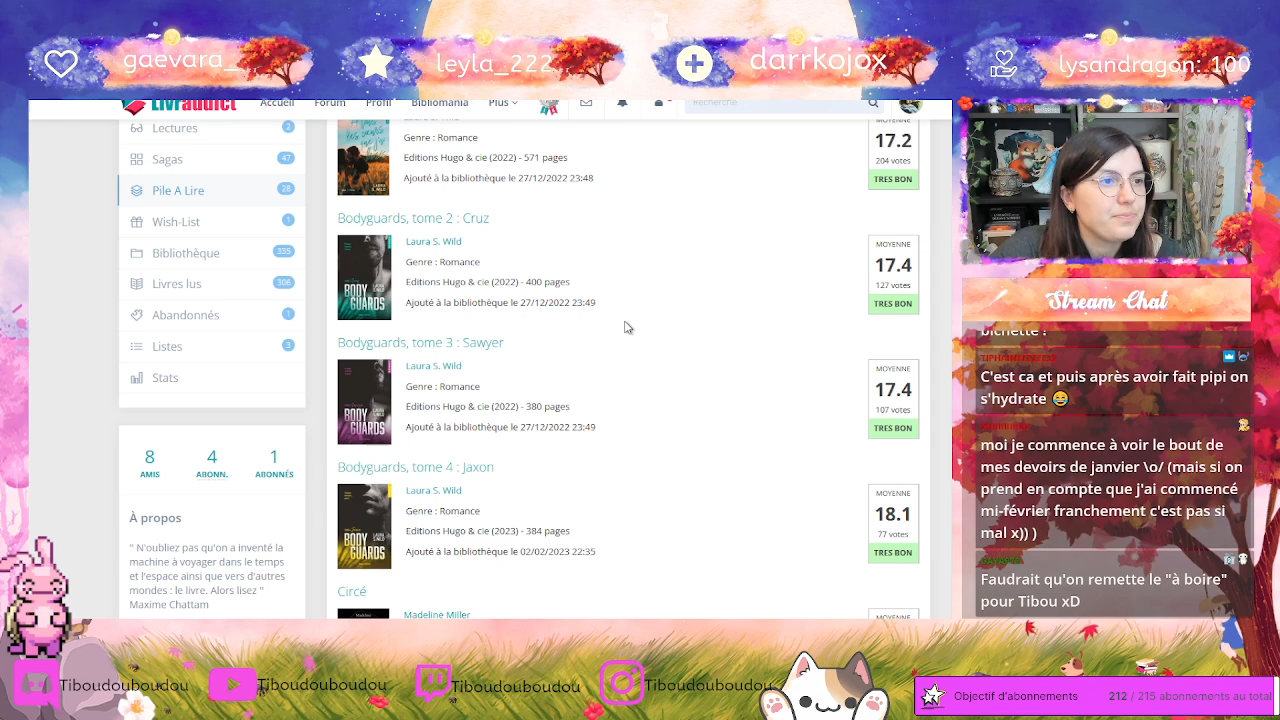 gaevara_
leyla_222
darrkojox
lysandragon: 100
Livraddict
Accueil
Forum
Profil
Bibliomania
Plus
Recherche
Lectures
2
Sagas
47
Pile A Lire
28
Wish-List
1
Bibliothèque
335
Livres lus
306
Abandonnés
1
Listes
3
Stats
8
AMIS
4
ABONN.
1
ABONNÉS
À propos
" N'oubliez pas qu'on a inventé la
machine à voyager dans le temps
et l'espace ainsi que vers d'autres
mondes : le livre. Alors lisez "
Maxime Chattam
Genre : Romance
Editions Hugo & cie (2022) - 571 pages
Ajouté à la bibliothèque le 27/12/2022 23:48
MOYENNE
17.2
204 votes
TRES BON
Bodyguards, tome 2 : Cruz
Laura S. Wild
Genre : Romance
Editions Hugo & cie (2022) - 400 pages
Ajouté à la bibliothèque le 27/12/2022 23:49
BODY
GUARDS
MOYENNE
17.4
127 votes
TRES BON
Bodyguards, tome 3 : Sawyer
Laura S. Wild
Genre : Romance
Editions Hugo & cie (2022) - 380 pages
Ajouté à la bibliothèque le 27/12/2022 23:49
BODY
GUARDS
MOYENNE
17.4
107 votes
TRES BON
Bodyguards, tome 4 : Jaxon
Laura S. Wild
Genre : Romance
Editions Hugo & cie (2023) - 384 pages
Ajouté à la bibliothèque le 02/02/2023 22:35
BODY
GUARDS
MOYENNE
18.1
77 votes
TRES BON
Circé
Madeline Miller
MOYENNE
Stream Chat
bichette !
C'est ca et puis après avoir fait pipi on
s'hydrate 😂
moi je commence à voir le bout de
mes devoirs de janvier \o/ (mais si on
prend en compte que j'ai commencé
mi-février franchement c'est pas si
mal x)) )
Faudrait qu'on remette le "à boire"
pour Tibou xD
Tiboudouboudou
Tiboudouboudou
Tiboudouboudou
Tiboudouboudou
Objectif d'abonnements
212 / 215 abonnements au total